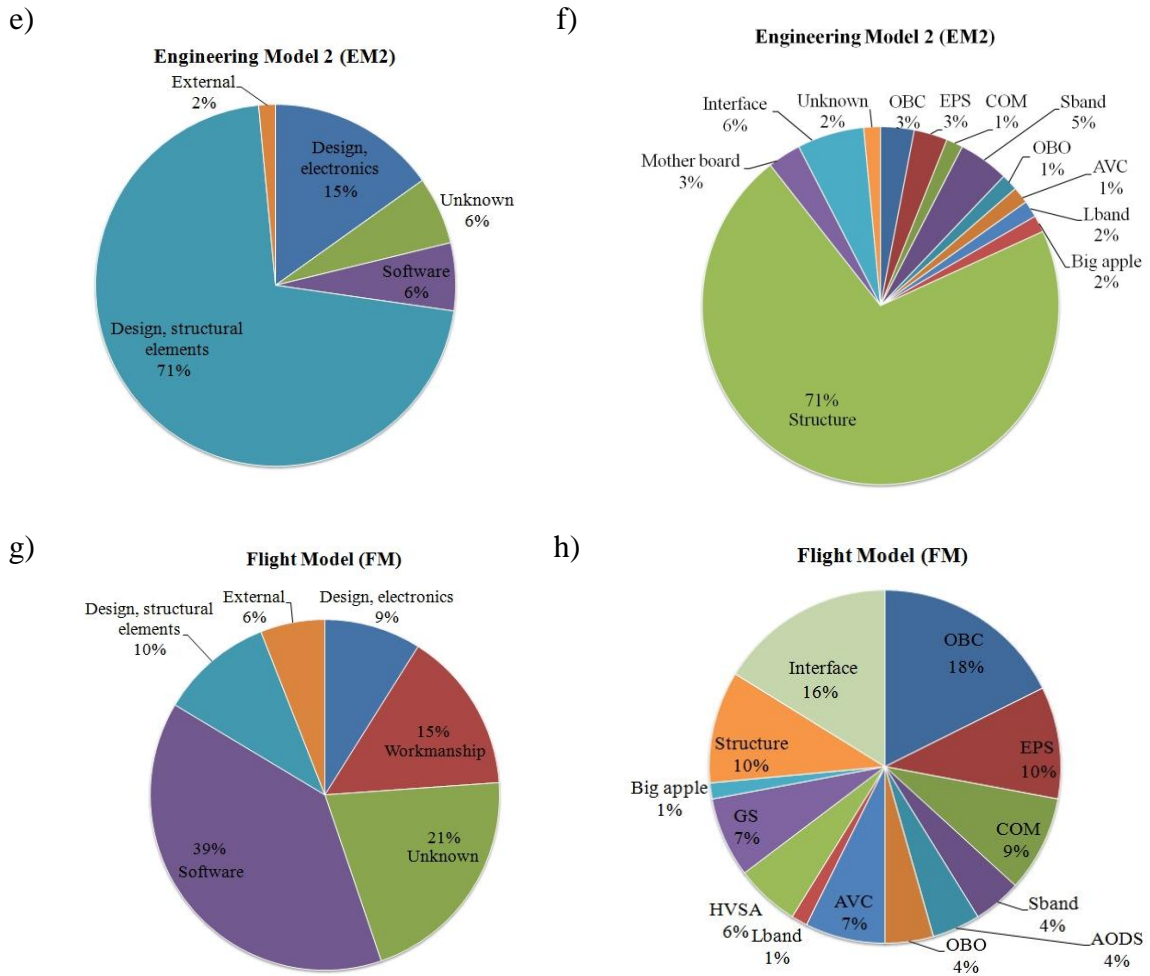 e)
Engineering Model 2 (EM2)
External
2%
Design,
electronics
15%
Unknown
6%
Software
6%
Design, structural
elements
71%
f)
Engineering Model 2 (EM2)
Interface
6%
Unknown
2%
OBC
3%
EPS
3%
COM
1%
Sband
5%
OBO
1%
AVC
1%
Lband
2%
Big apple
2%
Mother board
3%
71%
Structure
g)
Flight Model (FM)
Design, structural
elements
10%
External
6%
Design, electronics
9%
15%
Workmanship
21%
Unknown
39%
Software
h)
Flight Model (FM)
OBC
18%
Interface
16%
EPS
10%
Structure
10%
Big apple
1%
GS
7%
COM
9%
HVSA
6%
Lband
1%
AVC
7%
OBO
4%
Sband
4%
AODS
4%